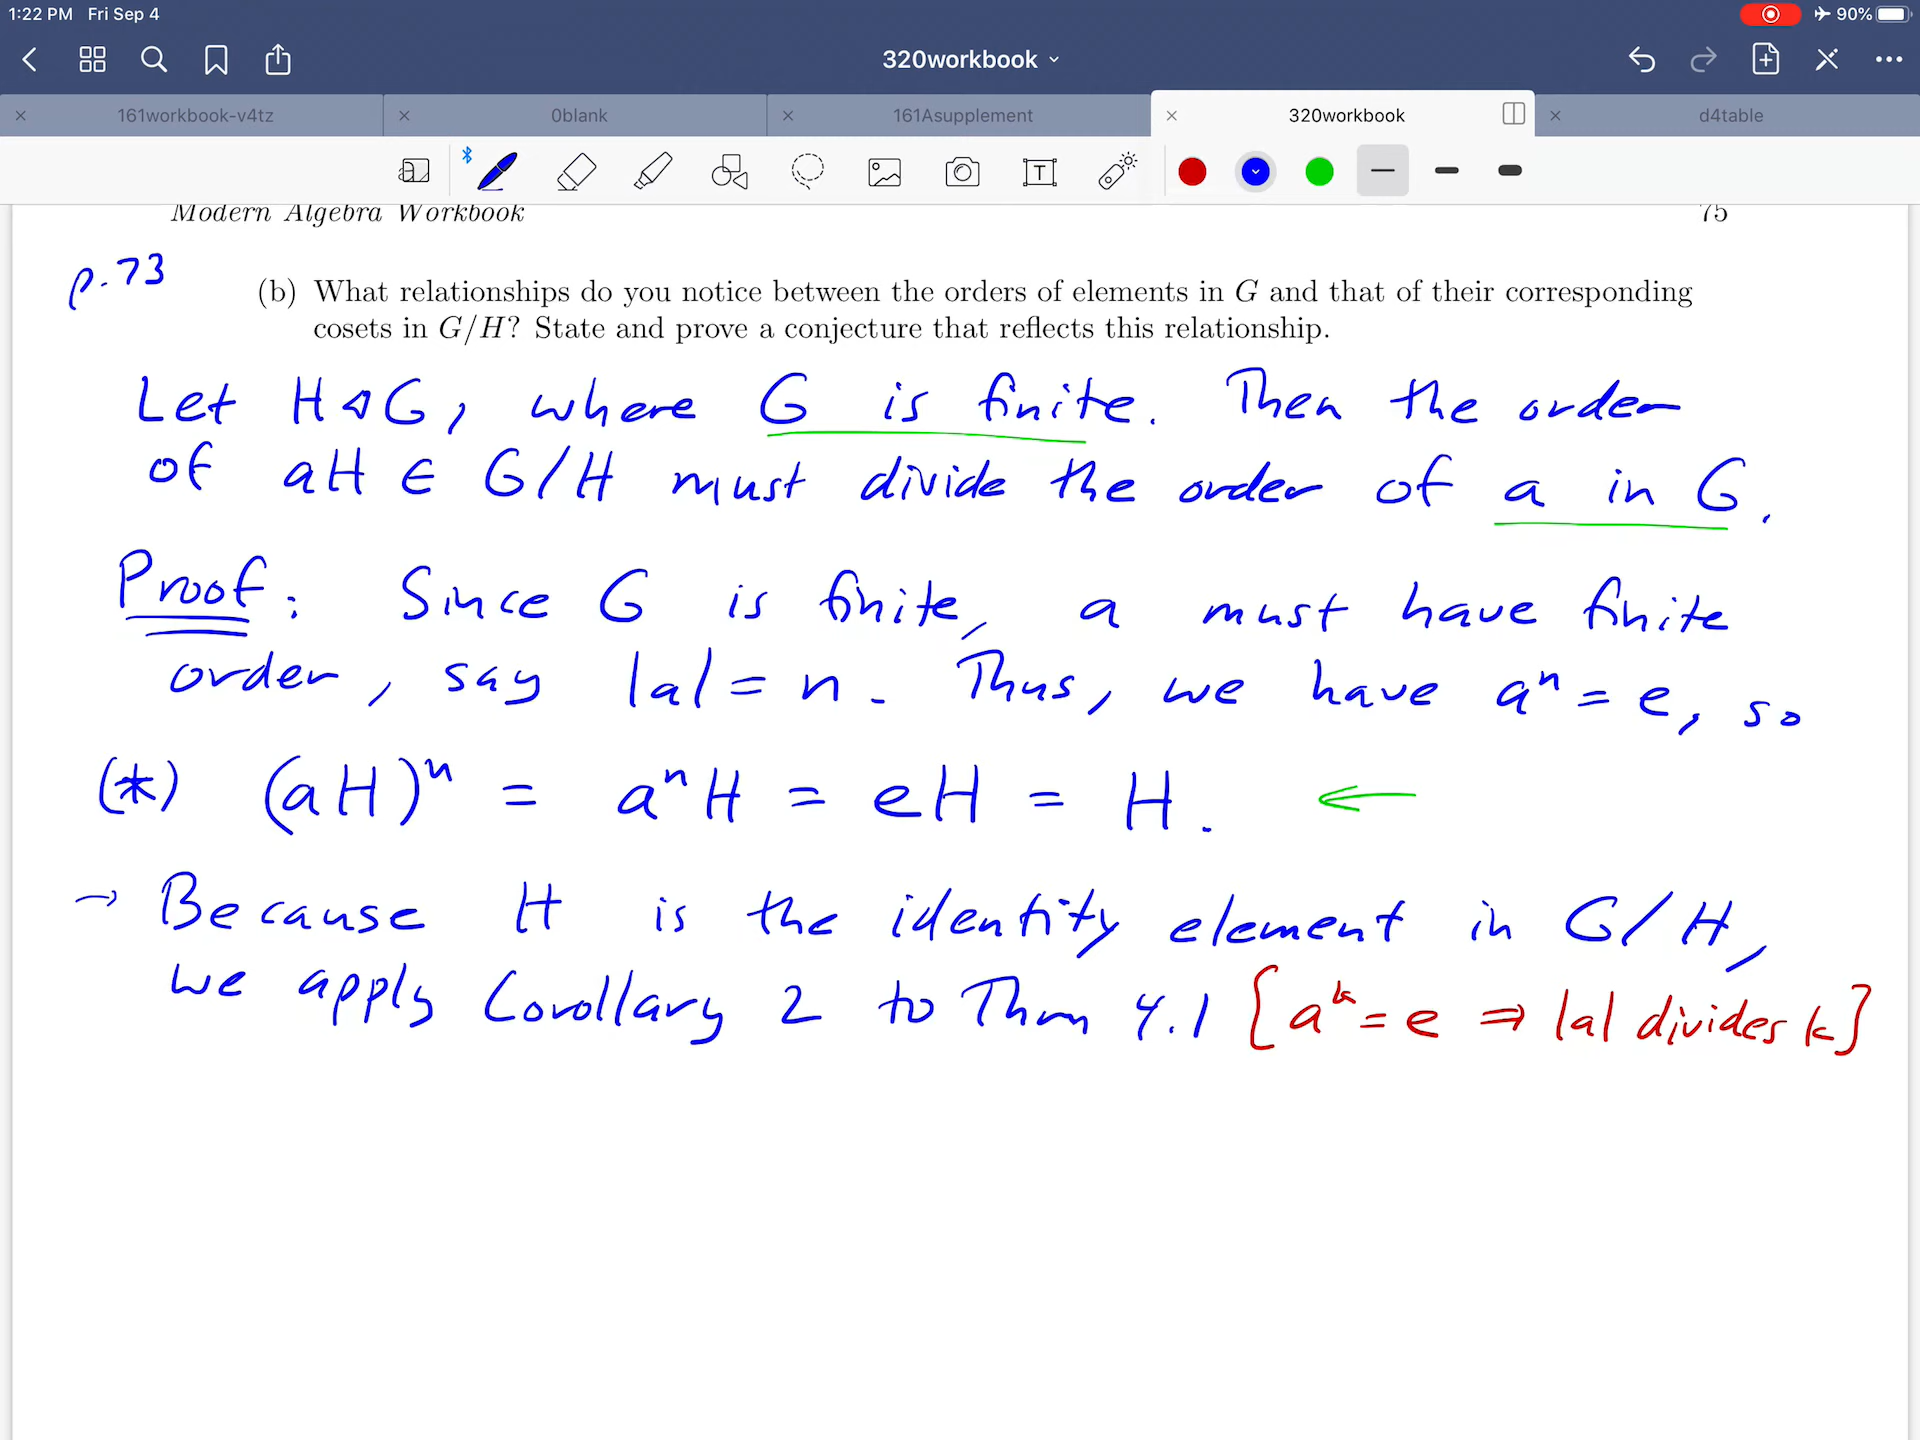 1:22 PM Fri Sep 4
90%
320workbook
161workbook-v4tz
0blank
161Asupplement
320workbook
d4table
T
Modern Algebra Workbook 75
p. 73
(b) What relationships do you notice between the orders of elements in G and that of their corresponding
cosets in G/H? State and prove a conjecture that reflects this relationship.
Let H ⊲ G, where G is finite. Then the order
of aH ∈ G/H must divide the order of a in G.
Proof: Since G is finite, a must have finite
order, say |a| = n. Thus, we have aⁿ = e, so
(*) (aH)ⁿ = aⁿH = eH = H. ←
→ Because H is the identity element in G/H,
we apply Corollary 2 to Thm 4.1 [aᵏ = e ⇒ |a| divides k]